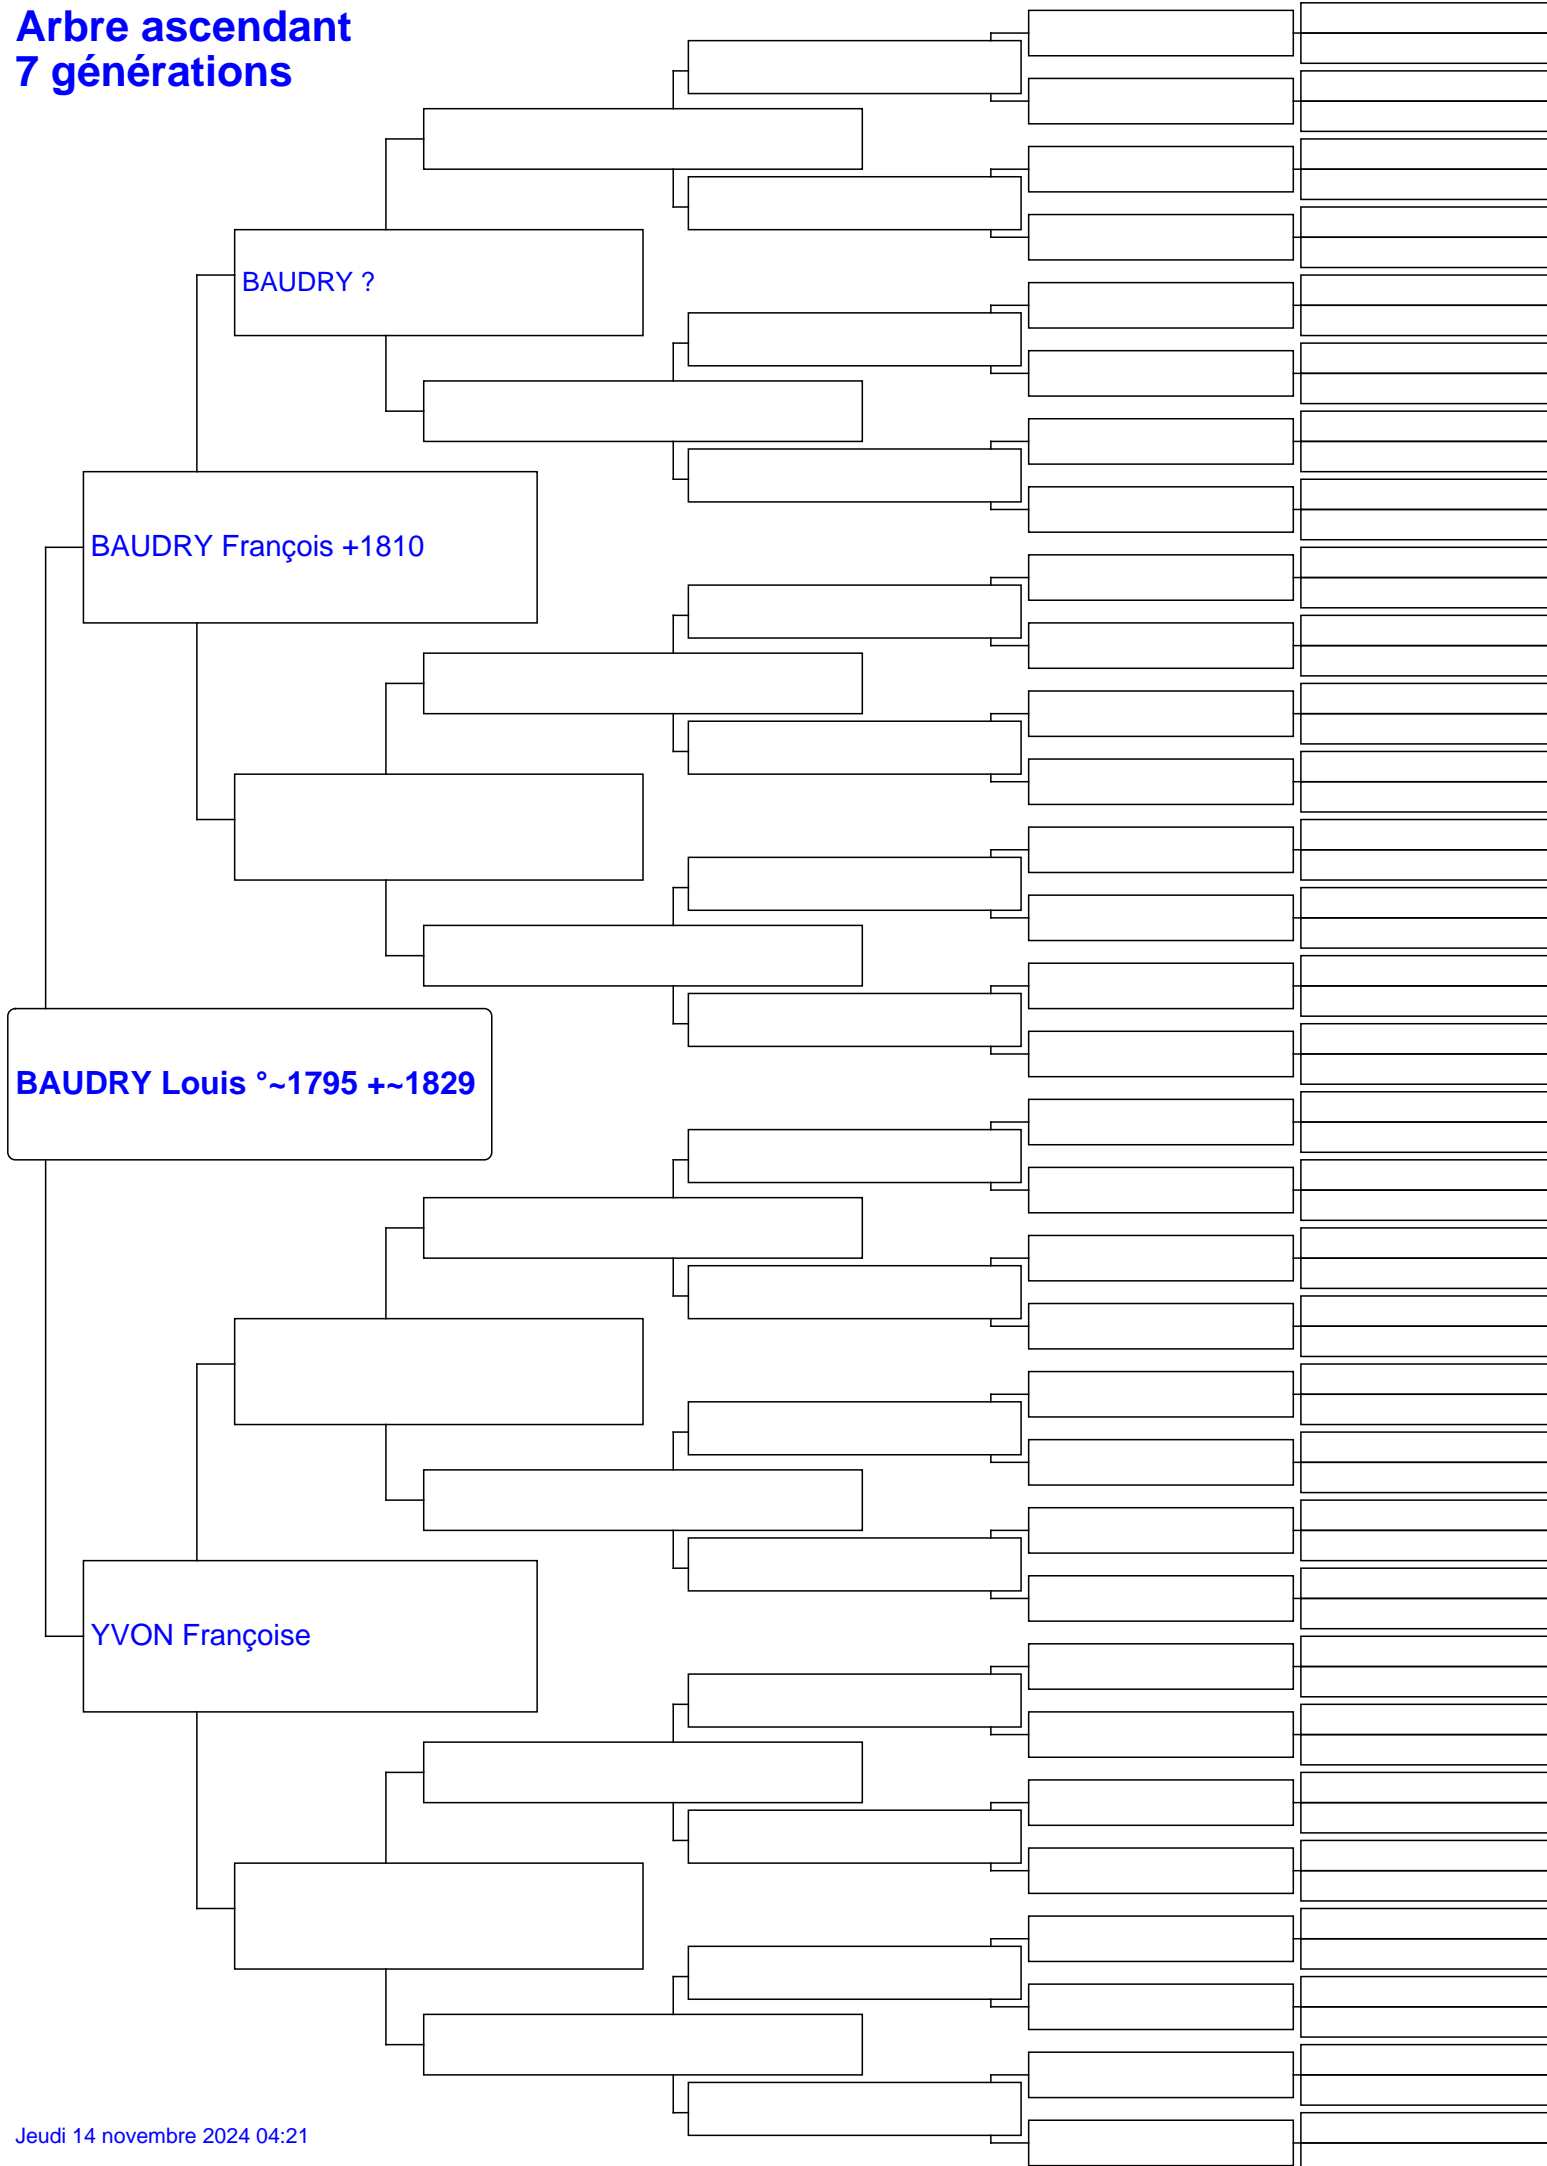 Arbre ascendant
7 générations
BAUDRY ?
BAUDRY François +1810
BAUDRY Louis °~1795 +~1829
YVON Françoise
Jeudi 14 novembre 2024 04:21